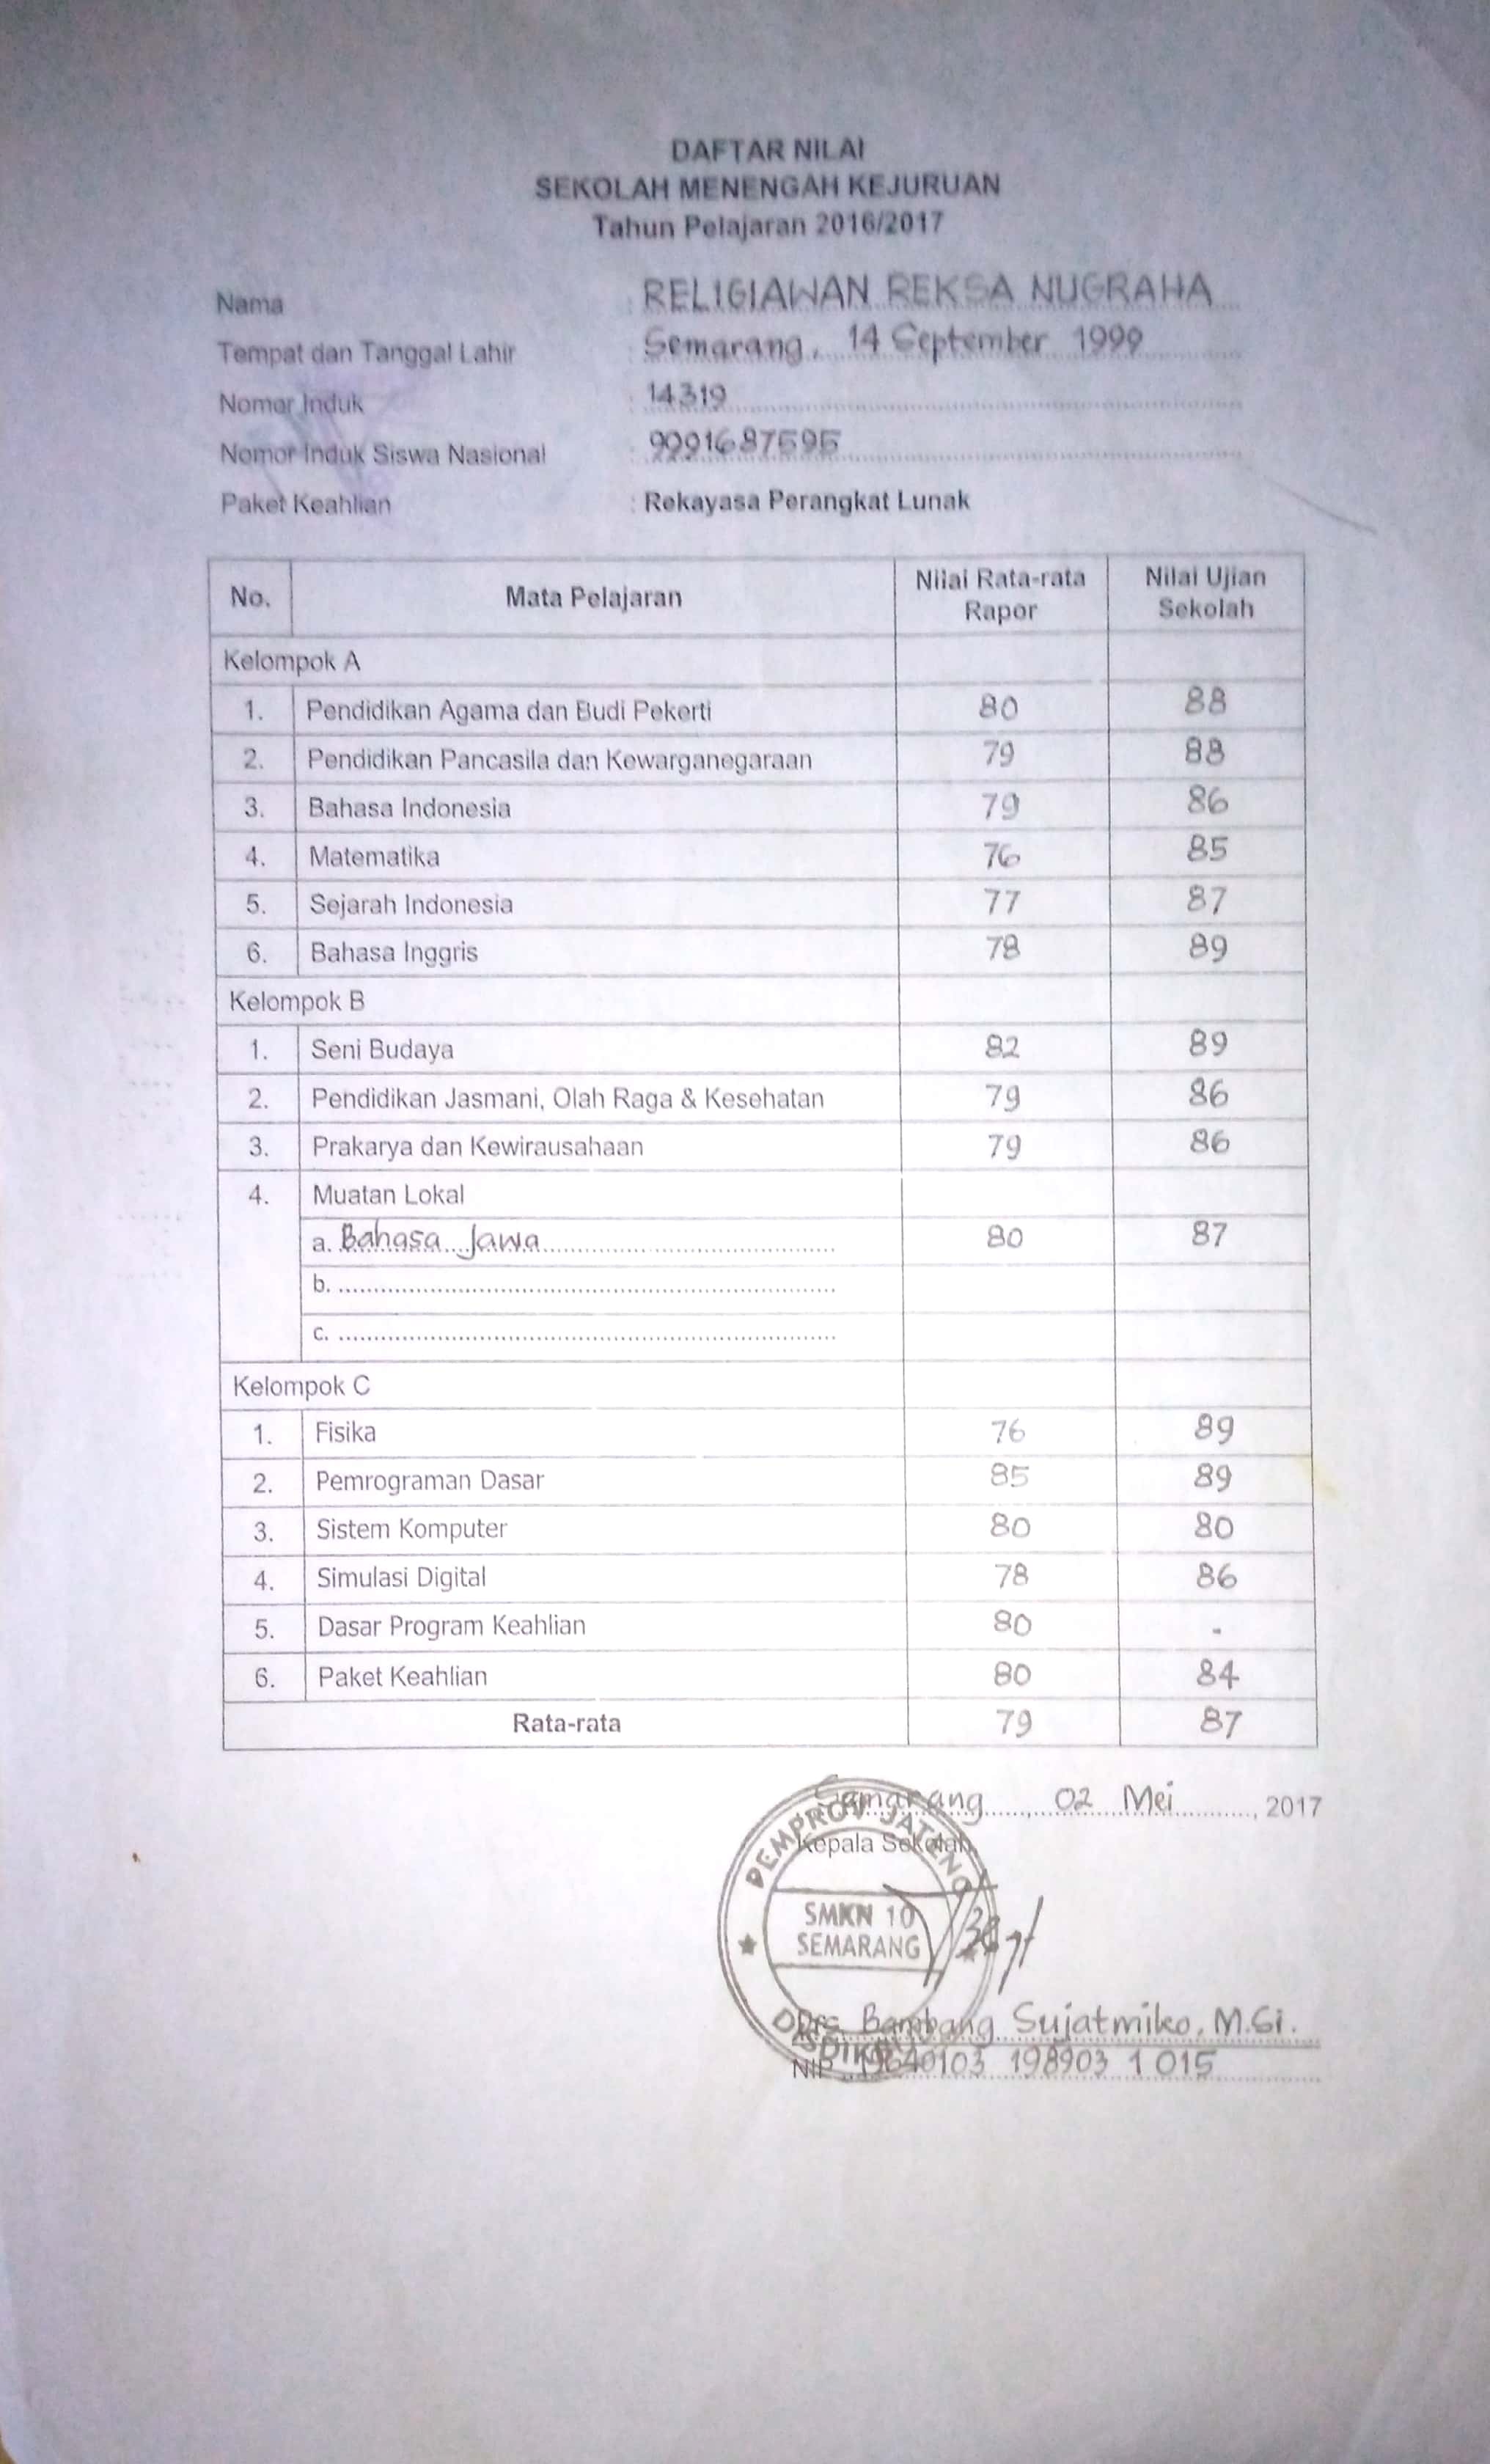 DAFTAR NILAI
SEKOLAH MENENGAH KEJURUAN
Tahun Pelajaran 2016/2017
Nama : RELIGIAWAN REKSA NUGRAHA
Tempat dan Tanggal Lahir : Semarang, 14 September 1999
Nomor Induk : 14319
Nomor Induk Siswa Nasional : 9991687595
Paket Keahlian : Rekayasa Perangkat Lunak
No. Mata Pelajaran Nilai Rata-rata Rapor Nilai Ujian Sekolah
Kelompok A
1. Pendidikan Agama dan Budi Pekerti 80 88
2. Pendidikan Pancasila dan Kewarganegaraan 79 88
3. Bahasa Indonesia 79 86
4. Matematika 76 85
5. Sejarah Indonesia 77 87
6. Bahasa Inggris 78 89
Kelompok B
1. Seni Budaya 82 89
2. Pendidikan Jasmani, Olah Raga & Kesehatan 79 86
3. Prakarya dan Kewirausahaan 79 86
4. Muatan Lokal
a. Bahasa Jawa 80 87
b.
c.
Kelompok C
1. Fisika 76 89
2. Pemrograman Dasar 85 89
3. Sistem Komputer 80 80
4. Simulasi Digital 78 86
5. Dasar Program Keahlian 80 -
6. Paket Keahlian 80 84
Rata-rata 79 87
Semarang, 02 Mei, 2017
Kepala Sekolah
PEMPROV JATENG
SMKN 10
SEMARANG
Drs. Bambang Sujatmiko, M.Si.
NIP. 19640103 198903 1 015